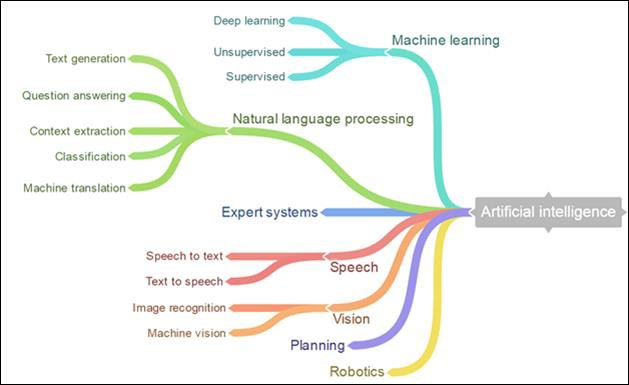 Deep learning
Machine learning
Unsupervised
Supervised
Text generation
Question answering
Natural language processing
Context extraction
Classification
Machine translation
Expert systems
Artificial intelligence
Speech to text
Speech
Text to speech
Image recognition
Vision
Machine vision
Planning
Robotics